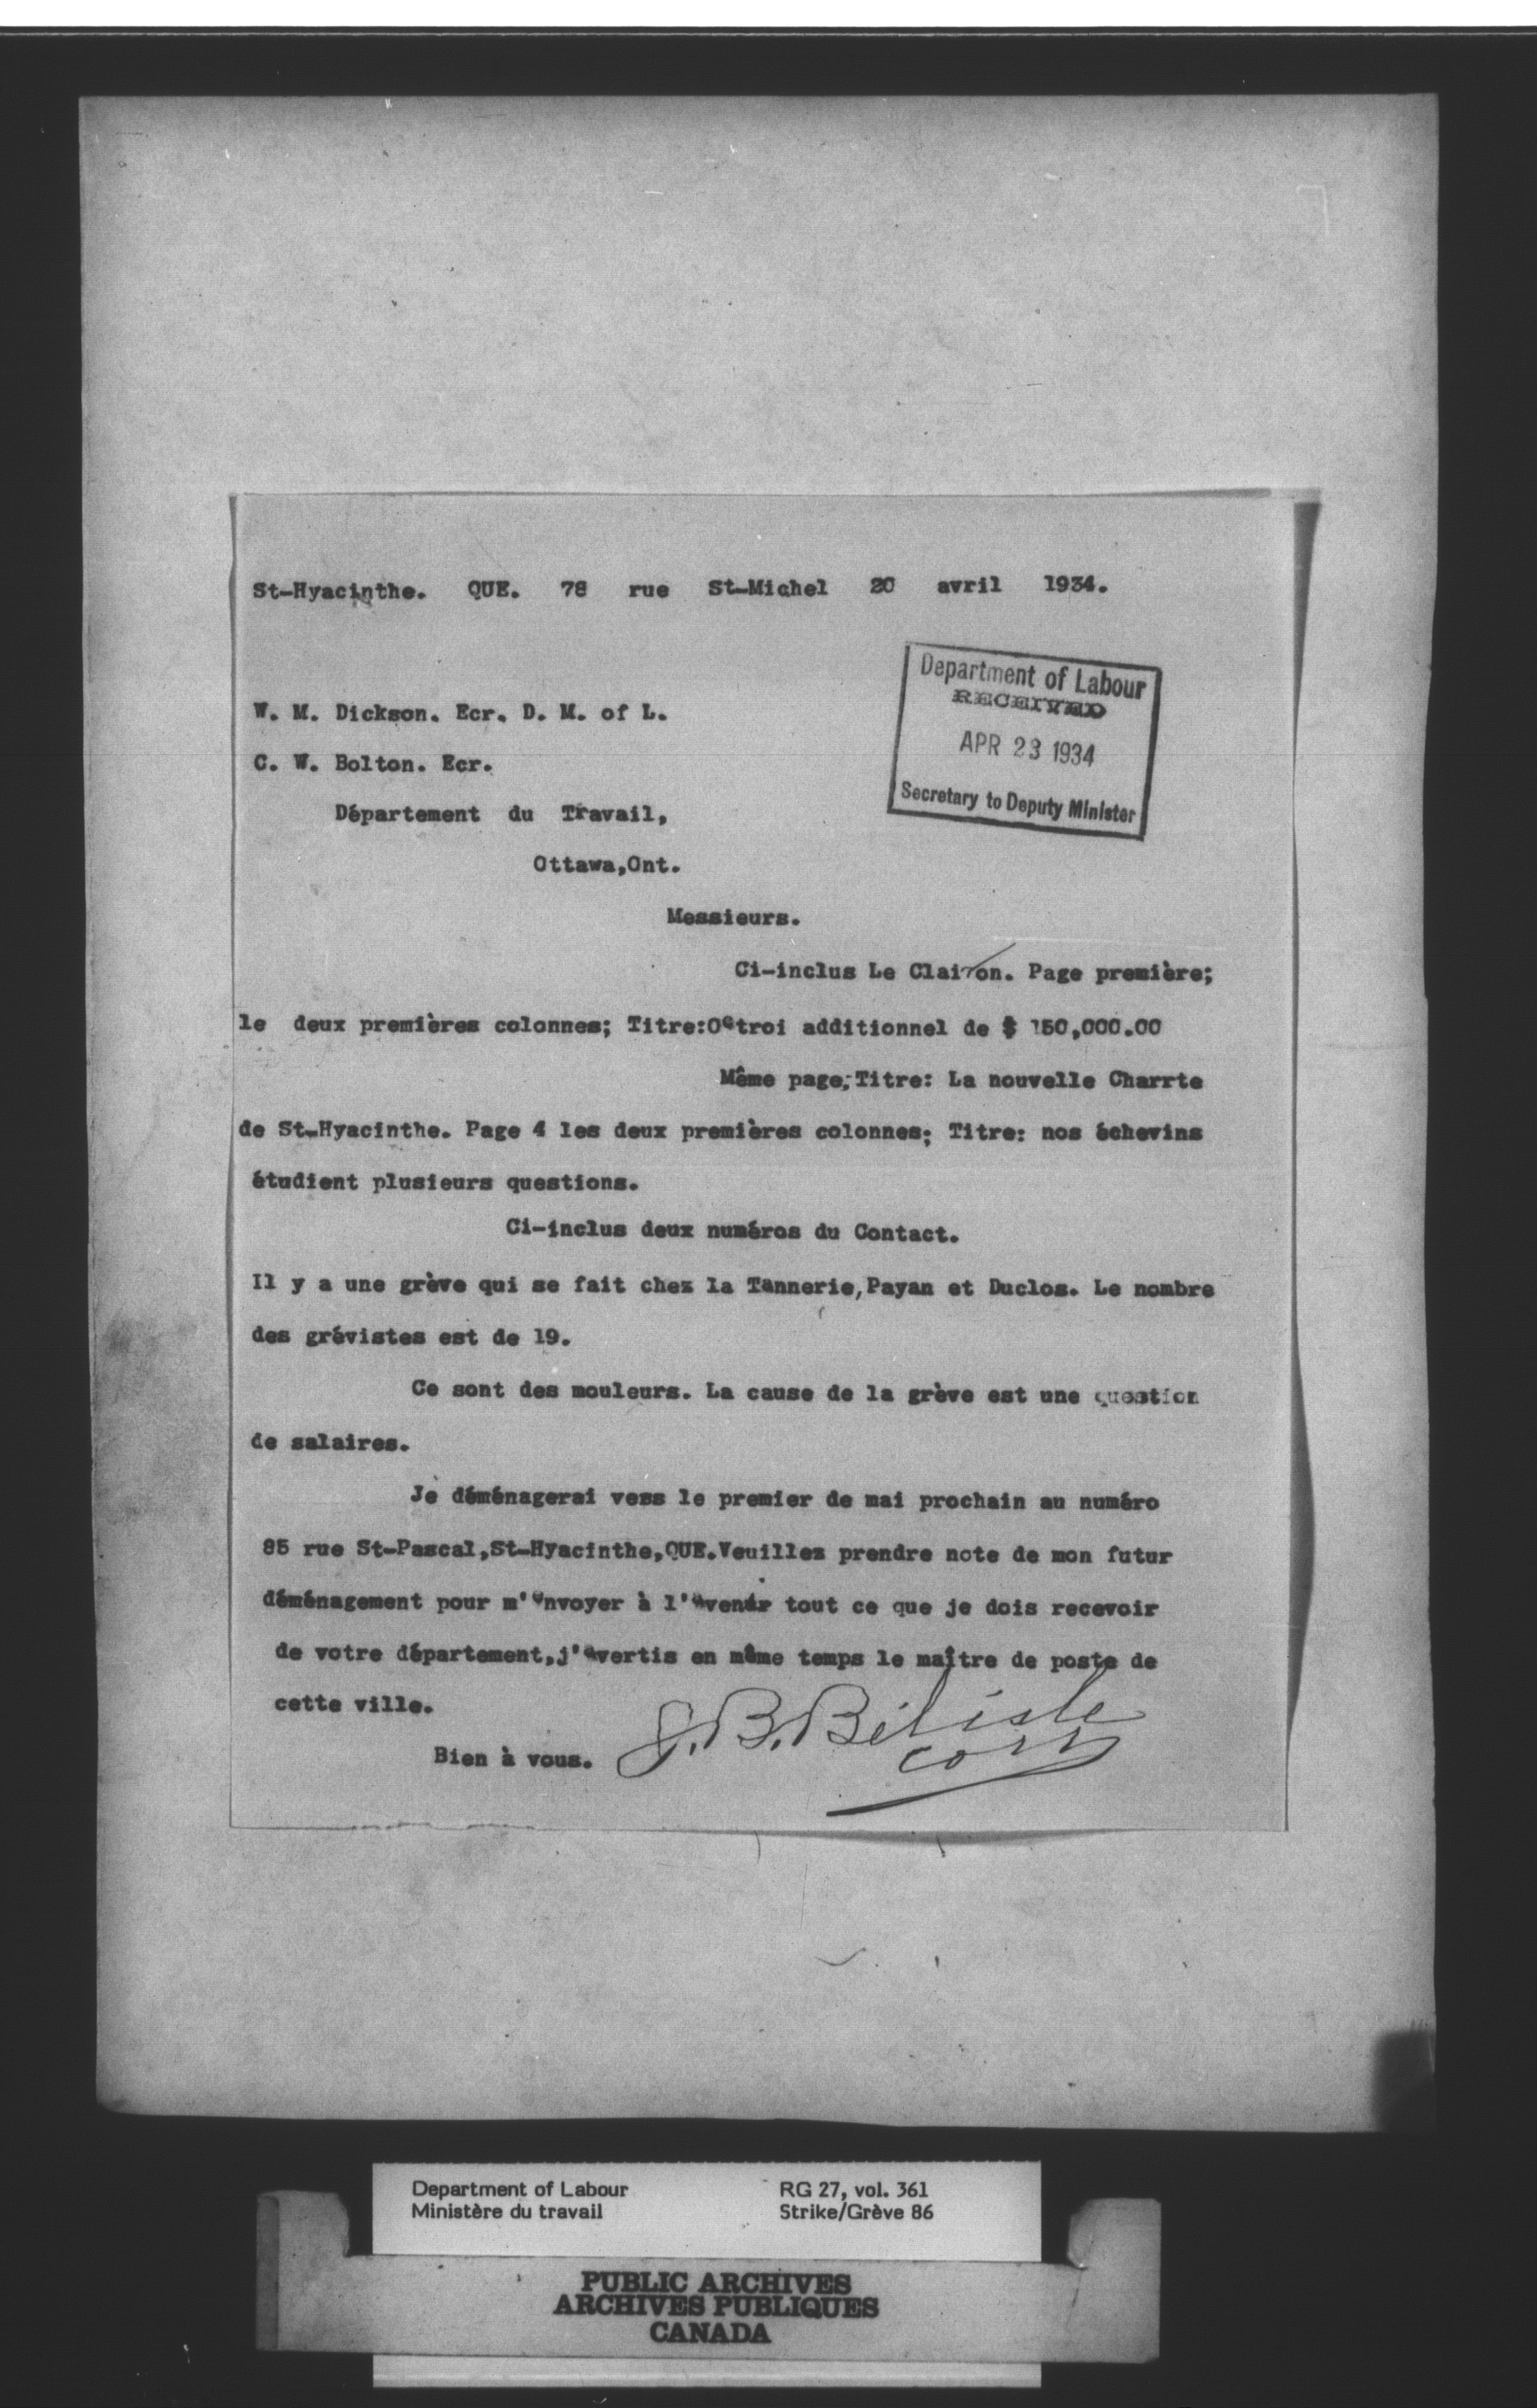 St-Hyacinthe. QUE. 78 rue St-Michel 20 avril 1934.
Department of Labour
RECEIVED
APR 23 1934
Secretary to Deputy Minister
W. M. Dickson. Ecr. D. M. of L.
C. W. Bolton. Ecr.
Département du Travail,
Ottawa,Ont.
Messieurs.
Ci-inclus Le Clairon. Page première;
le deux premières colonnes; Titre:Octroi additionnel de $ 150,000.00
Même page;Titre: La nouvelle Charrte
de St-Hyacinthe. Page 4 les deux premières colonnes; Titre: nos échevins
étudient plusieurs questions.
Ci-inclus deux numéros du Contact.
Il y a une grève qui se fait chez la Tannerie,Payan et Duclos. Le nombre
des grévistes est de 19.
Ce sont des mouleurs. La cause de la grève est une question
de salaires.
Je déménagerai vess le premier de mai prochain au numéro
85 rue St-Pascal,St-Hyacinthe,QUE.Veuillez prendre note de mon futur
déménagement pour m'envoyer à l'avenir tout ce que je dois recevoir
de votre département,j'avertis en même temps le maître de poste de
cette ville.
Bien à vous. J.B.Bélisle
corr
Department of Labour RG 27, vol. 361
Ministère du travail Strike/Grève 86
PUBLIC ARCHIVES
ARCHIVES PUBLIQUES
CANADA